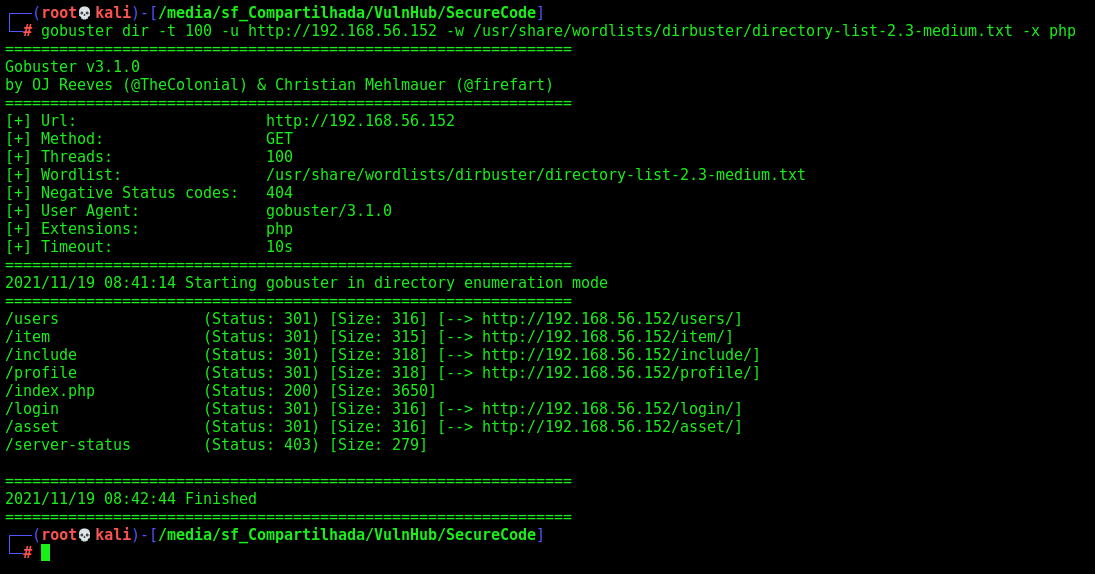 ┌──(root💀kali)-[/media/sf_Compartilhada/VulnHub/SecureCode]
└─# gobuster dir -t 100 -u http://192.168.56.152 -w /usr/share/wordlists/dirbuster/directory-list-2.3-medium.txt -x php
===============================================================
Gobuster v3.1.0
by OJ Reeves (@TheColonial) & Christian Mehlmauer (@firefart)
===============================================================
[+] Url:                     http://192.168.56.152
[+] Method:                  GET
[+] Threads:                 100
[+] Wordlist:                /usr/share/wordlists/dirbuster/directory-list-2.3-medium.txt
[+] Negative Status codes:   404
[+] User Agent:              gobuster/3.1.0
[+] Extensions:              php
[+] Timeout:                 10s
===============================================================
2021/11/19 08:41:14 Starting gobuster in directory enumeration mode
===============================================================
/users                (Status: 301) [Size: 316] [--> http://192.168.56.152/users/]
/item                 (Status: 301) [Size: 315] [--> http://192.168.56.152/item/]
/include              (Status: 301) [Size: 318] [--> http://192.168.56.152/include/]
/profile              (Status: 301) [Size: 318] [--> http://192.168.56.152/profile/]
/index.php            (Status: 200) [Size: 3650]
/login                (Status: 301) [Size: 316] [--> http://192.168.56.152/login/]
/asset                (Status: 301) [Size: 316] [--> http://192.168.56.152/asset/]
/server-status        (Status: 403) [Size: 279]
===============================================================
2021/11/19 08:42:44 Finished
===============================================================
┌──(root💀kali)-[/media/sf_Compartilhada/VulnHub/SecureCode]
└─#